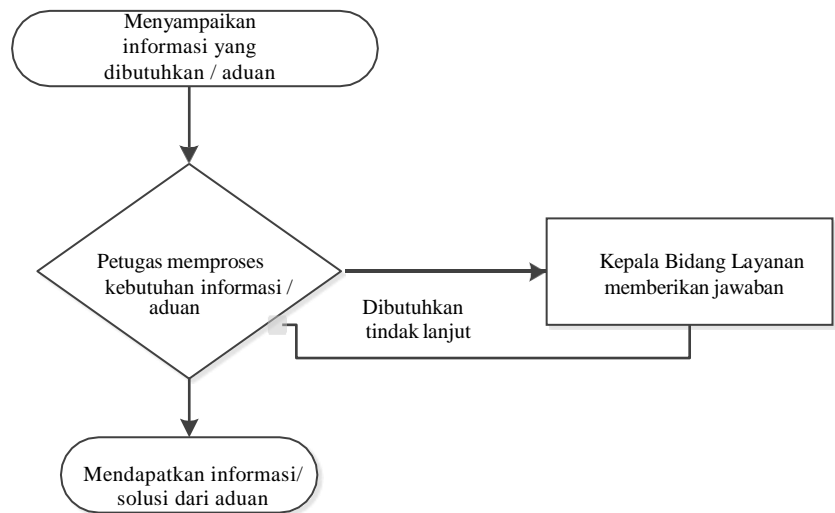 Menyampaikan
informasi yang
dibutuhkan / aduan
Petugas memproses
kebutuhan informasi /
aduan
Dibutuhkan
tindak lanjut
Kepala Bidang Layanan
memberikan jawaban
Mendapatkan informasi/
solusi dari aduan